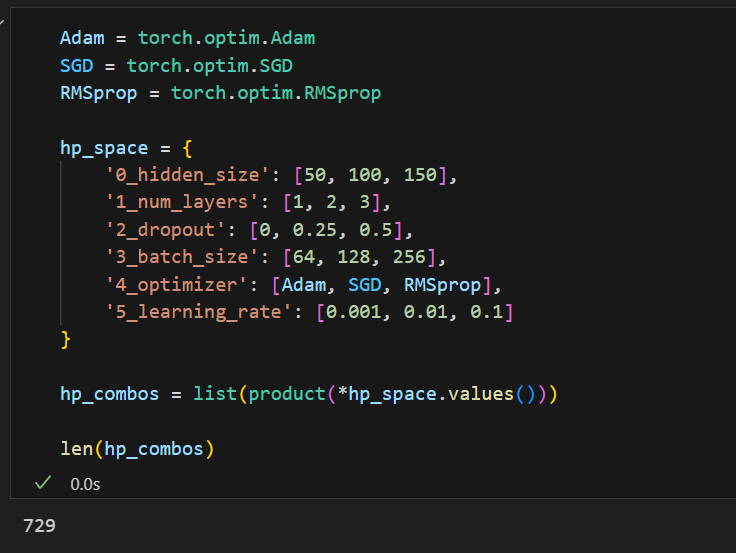 Adam = torch.optim.Adam
SGD = torch.optim.SGD
RMSprop = torch.optim.RMSprop
hp_space = {
    '0_hidden_size': [50, 100, 150],
    '1_num_layers': [1, 2, 3],
    '2_dropout': [0, 0.25, 0.5],
    '3_batch_size': [64, 128, 256],
    '4_optimizer': [Adam, SGD, RMSprop],
    '5_learning_rate': [0.001, 0.01, 0.1]
}
hp_combos = list(product(*hp_space.values()))
len(hp_combos)
0.0s
729